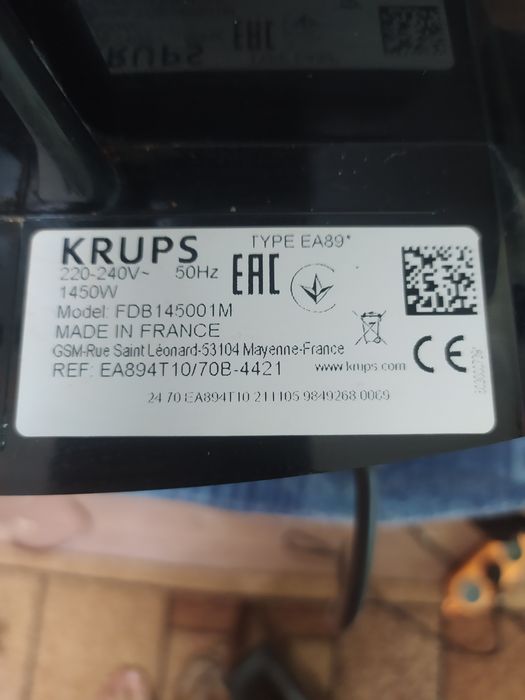 KRUPS
TYPE EA89*
220-240V~ 50Hz
1450W
EAC
Model: FDB145001M
MADE IN FRANCE
GSM-Rue Saint Léonard-53104 Mayenne-France
REF: EA894T10/70B-4421
www.krups.com
CE
24 70 EA894T10 211105 9849268 0069